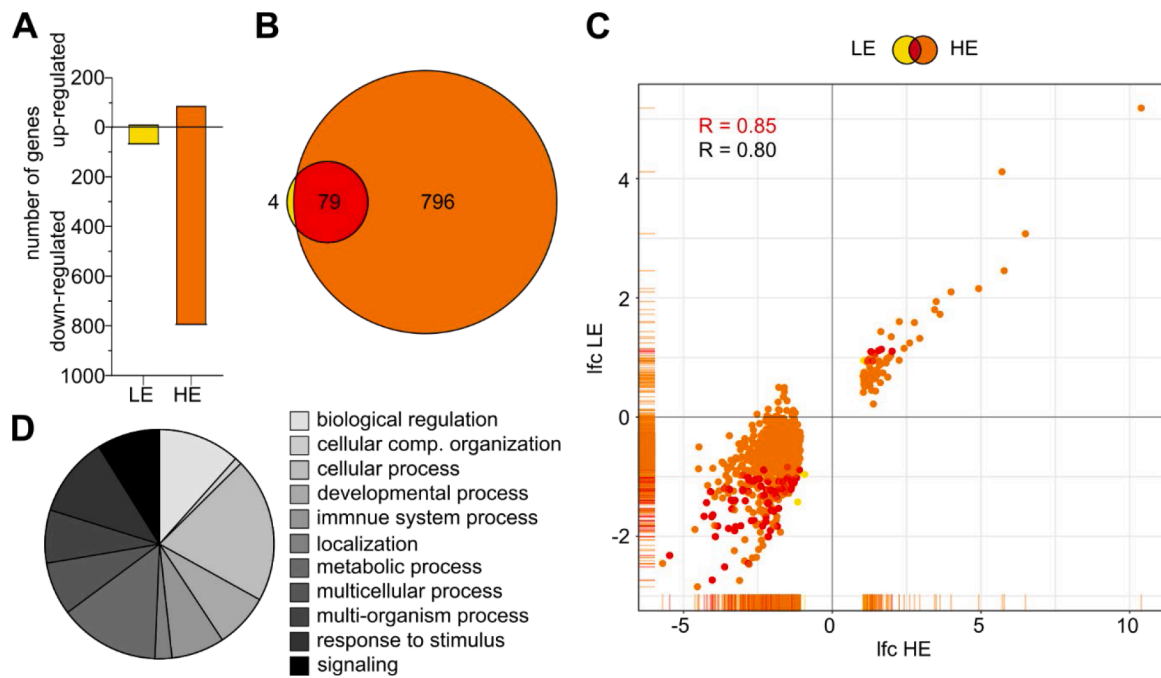 A
number of genes
down-regulated
up-regulated
200
0
200
400
600
800
1000
LE
HE
B
4
79
796
C
LE
HE
R = 0.85
R = 0.80
lfc LE
4
2
0
-2
-5
0
5
10
lfc HE
D
biological regulation
cellular comp. organization
cellular process
developmental process
immnue system process
localization
metabolic process
multicellular process
multi-organism process
response to stimulus
signaling